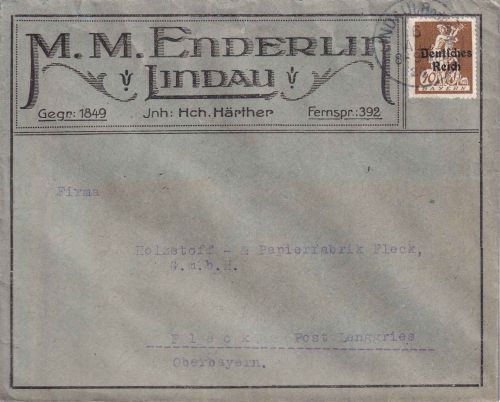 M. M. ENDERLIN
LINDAU
Gegr: 1849 Jnh: Hch. Härther Fernspr.: 392
Deutsches
Reich
BAYERN
Firma
Holzstoff - & Papierfabrik Fleck,
G.m.b.H.
Fleck Post Lenggries
Oberbayern.